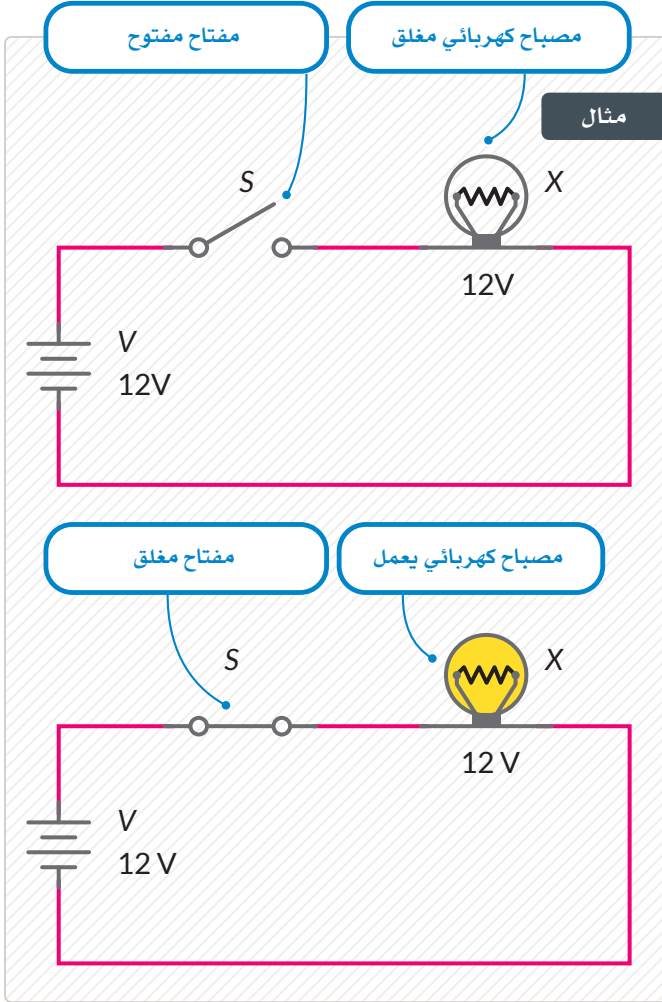 مصباح كهربائي مغلق
مفتاح مفتوح
مثال
S
X
12V
V
12V
مصباح كهربائي يعمل
مفتاح مغلق
S
X
12 V
V
12 V